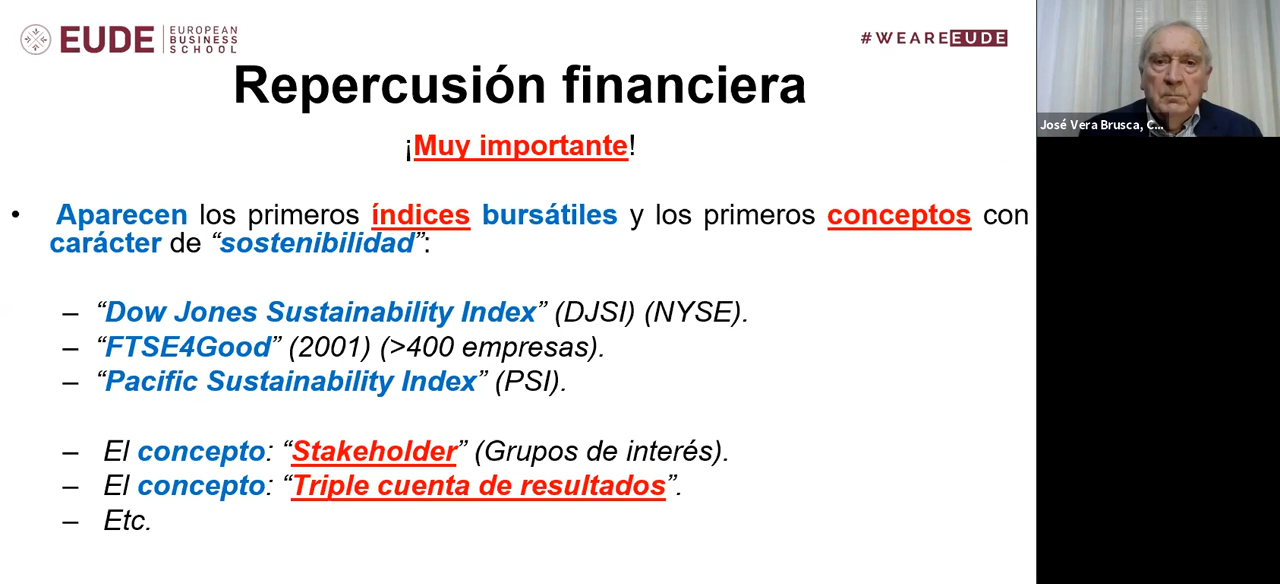 EUDE
EUROPEAN
BUSINESS
SCHOOL
#WEAREEUDE
Repercusión financiera
¡Muy importante!
• Aparecen los primeros índices bursátiles y los primeros conceptos con
carácter de “sostenibilidad”:
– “Dow Jones Sustainability Index” (DJSI) (NYSE).
– “FTSE4Good” (2001) (>400 empresas).
– “Pacific Sustainability Index” (PSI).
– El concepto: “Stakeholder” (Grupos de interés).
– El concepto: “Triple cuenta de resultados”.
– Etc.
José Vera Brusca, C...